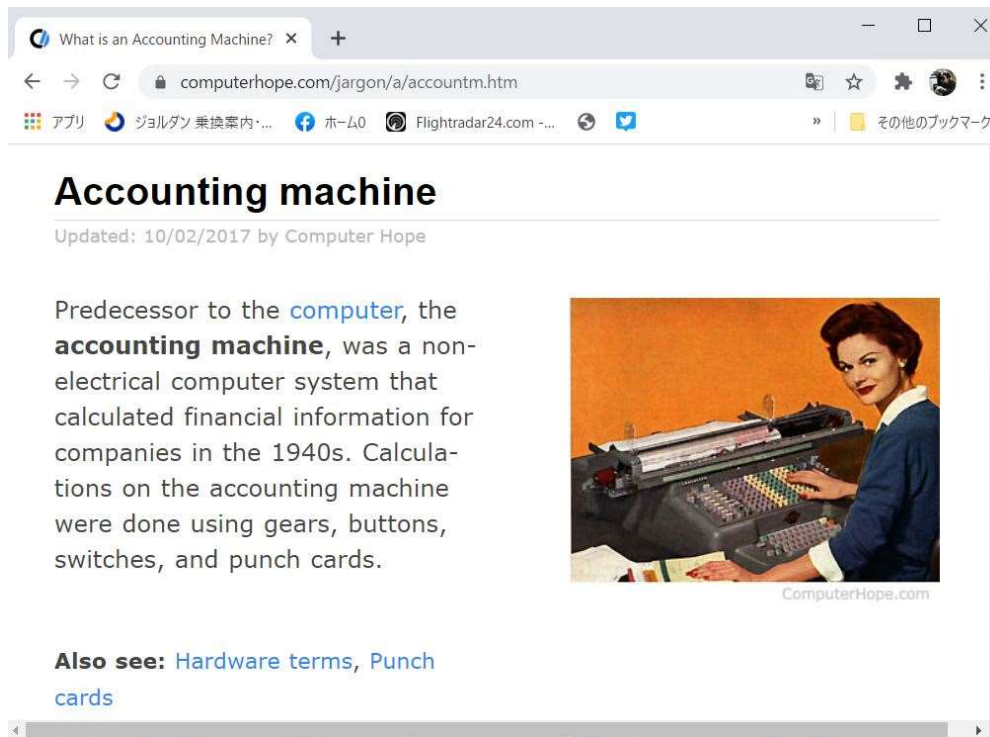 What is an Accounting Machine?
computerhope.com/jargon/a/accountm.htm
アプリ ジョルダン 乗換案内・... ホーム0 Flightradar24.com -... » その他のブックマーク
Accounting machine
Updated: 10/02/2017 by Computer Hope
Predecessor to the computer, the
accounting machine, was a non-
electrical computer system that
calculated financial information for
companies in the 1940s. Calcula-
tions on the accounting machine
were done using gears, buttons,
switches, and punch cards.
ComputerHope.com
Also see: Hardware terms, Punch
cards